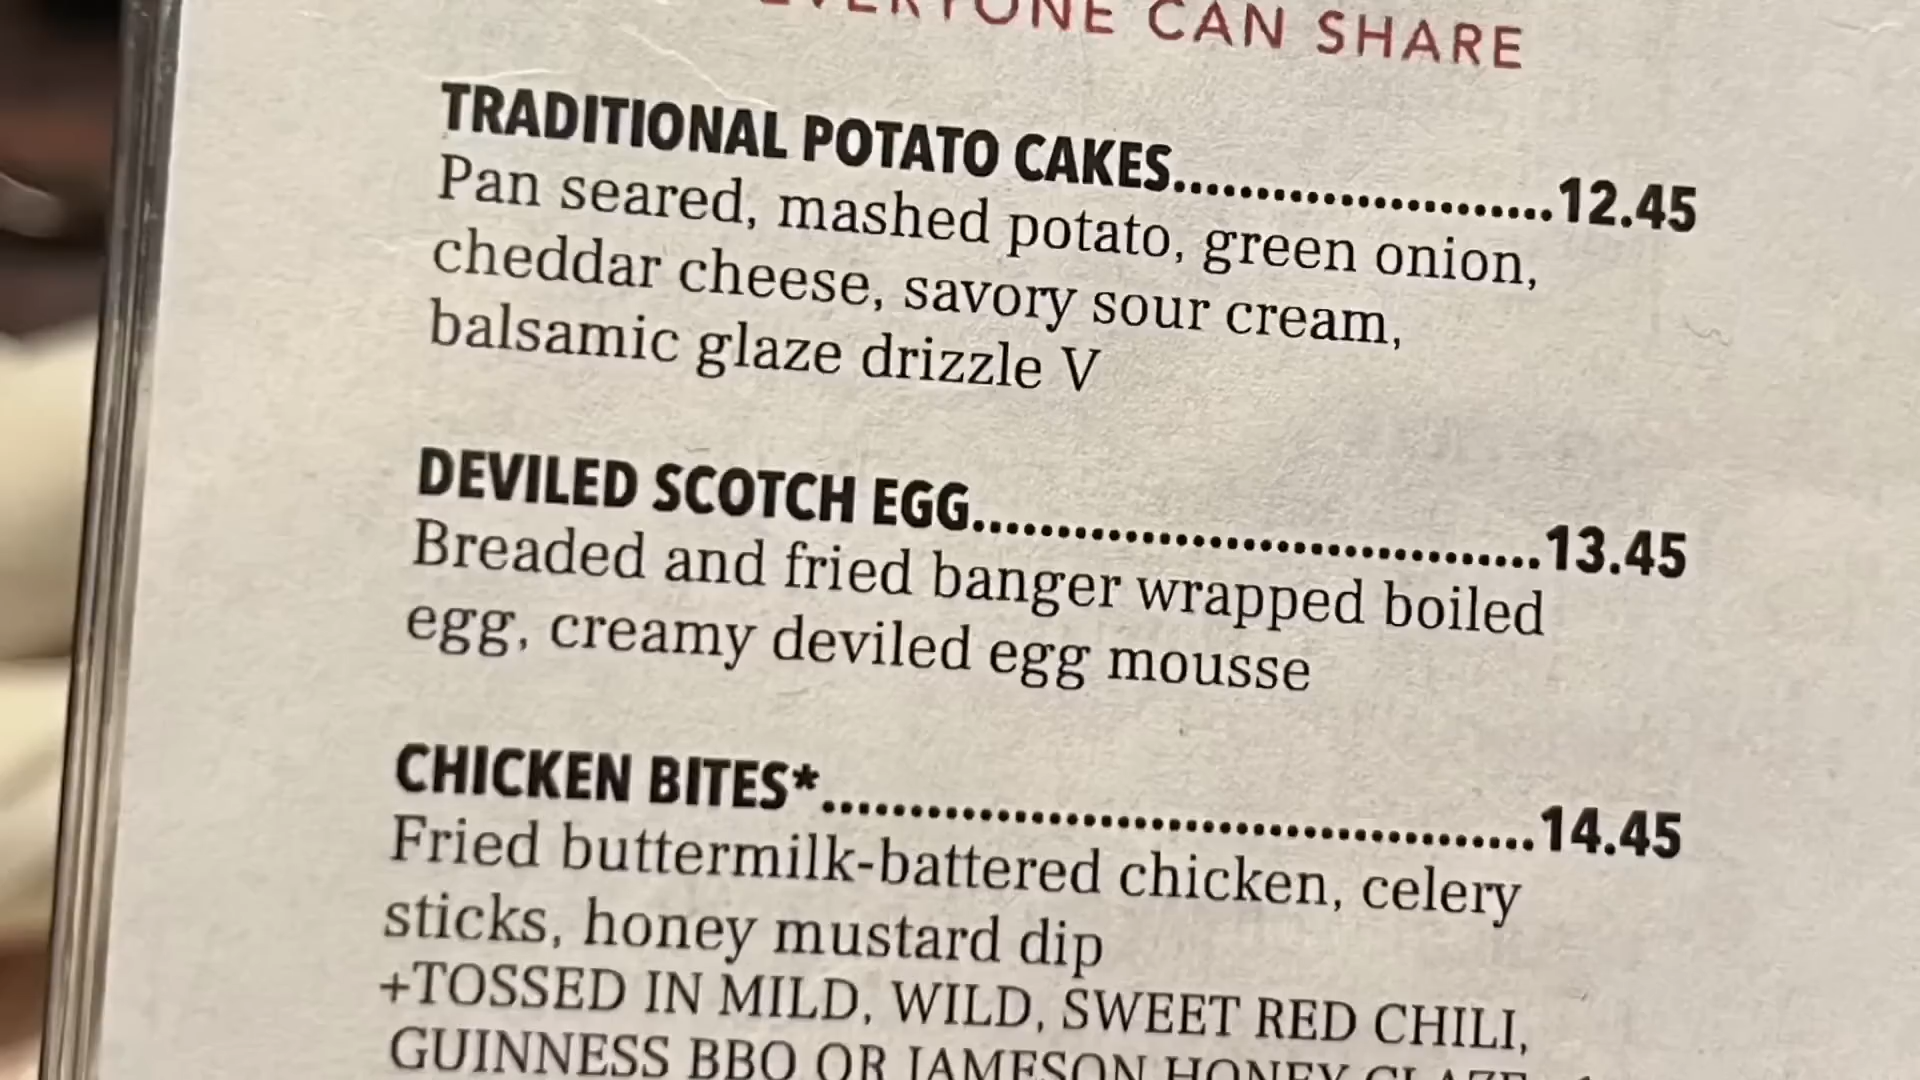 EVERYONE CAN SHARE
TRADITIONAL POTATO CAKES.......................12.45
Pan seared, mashed potato, green onion,
cheddar cheese, savory sour cream,
balsamic glaze drizzle V
DEVILED SCOTCH EGG..................................13.45
Breaded and fried banger wrapped boiled
egg, creamy deviled egg mousse
CHICKEN BITES*..........................................14.45
Fried buttermilk-battered chicken, celery
sticks, honey mustard dip
+TOSSED IN MILD, WILD, SWEET RED CHILI,
GUINNESS BBQ OR JAMESON HONEY GLAZE